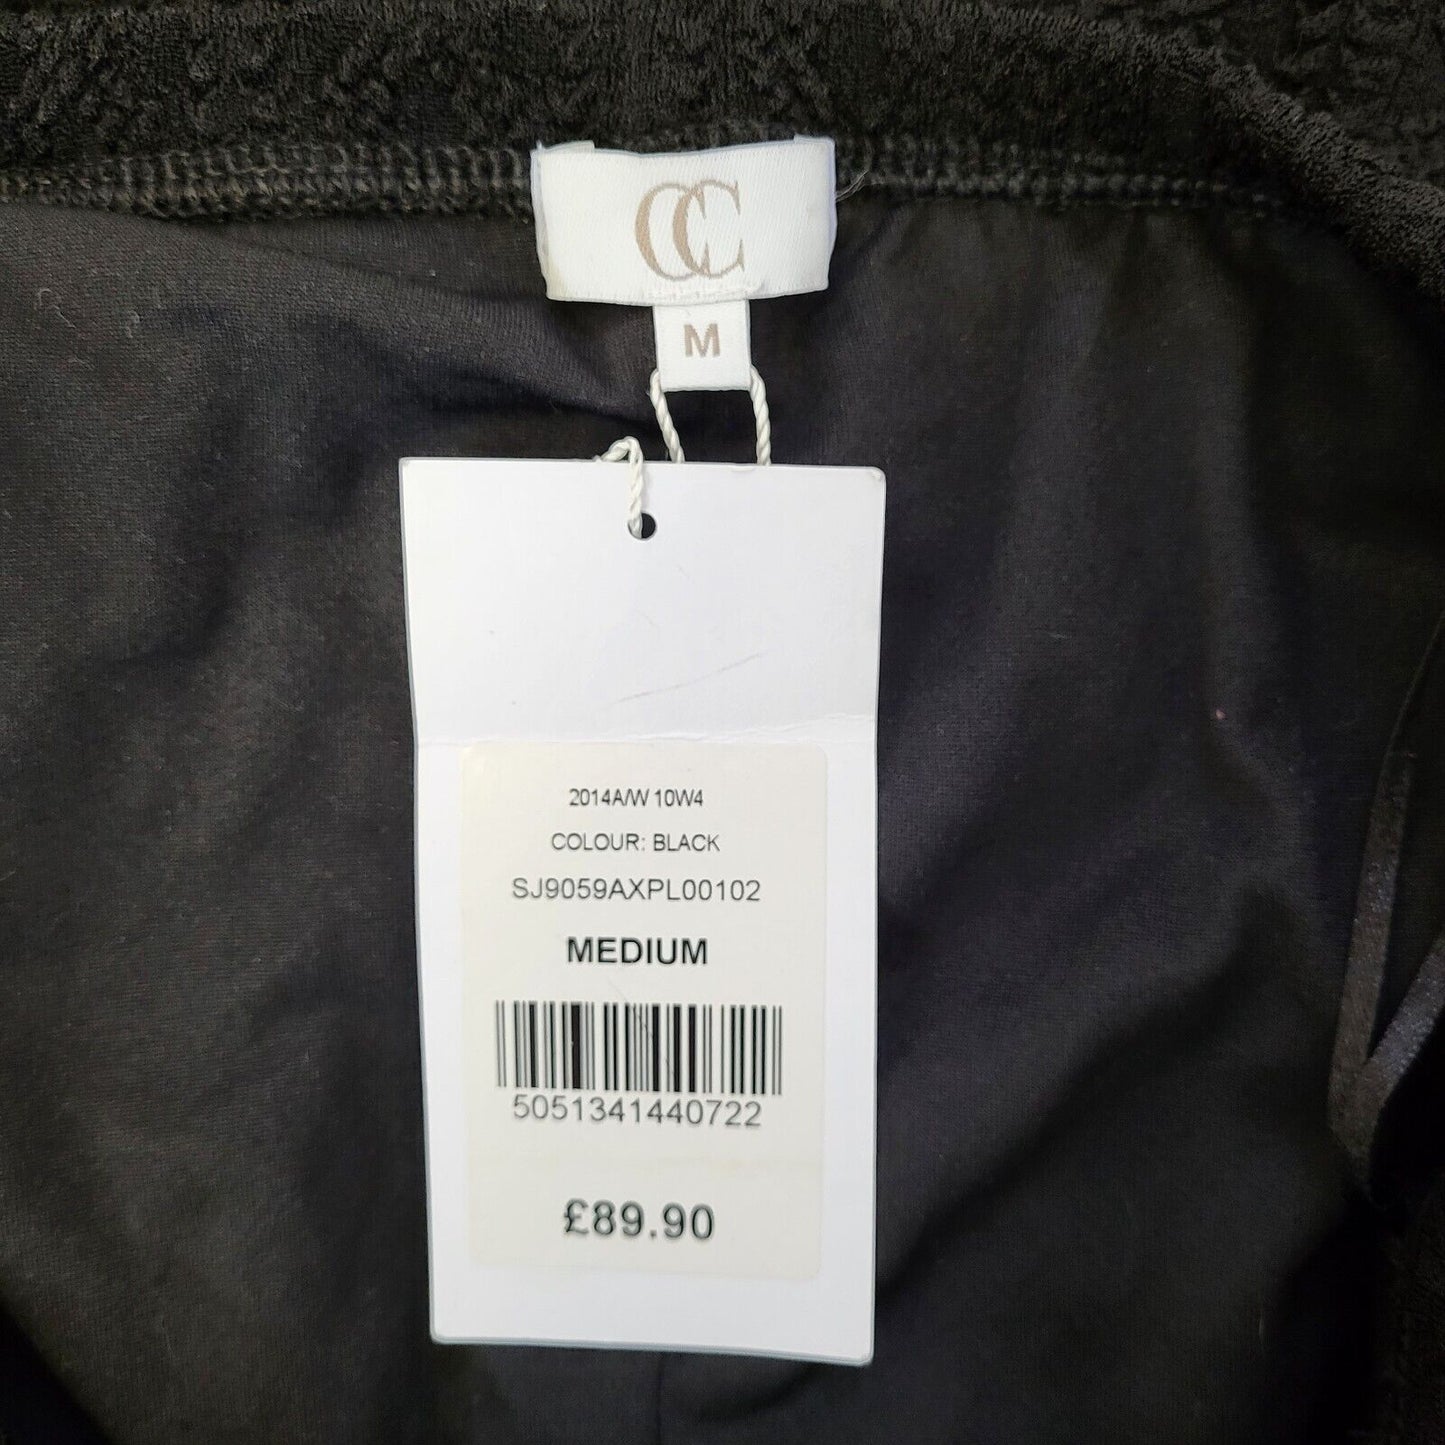 CC
M
2014A/W 10W4
COLOUR: BLACK
SJ9059AXPL00102
MEDIUM
5051341440722
£89.90